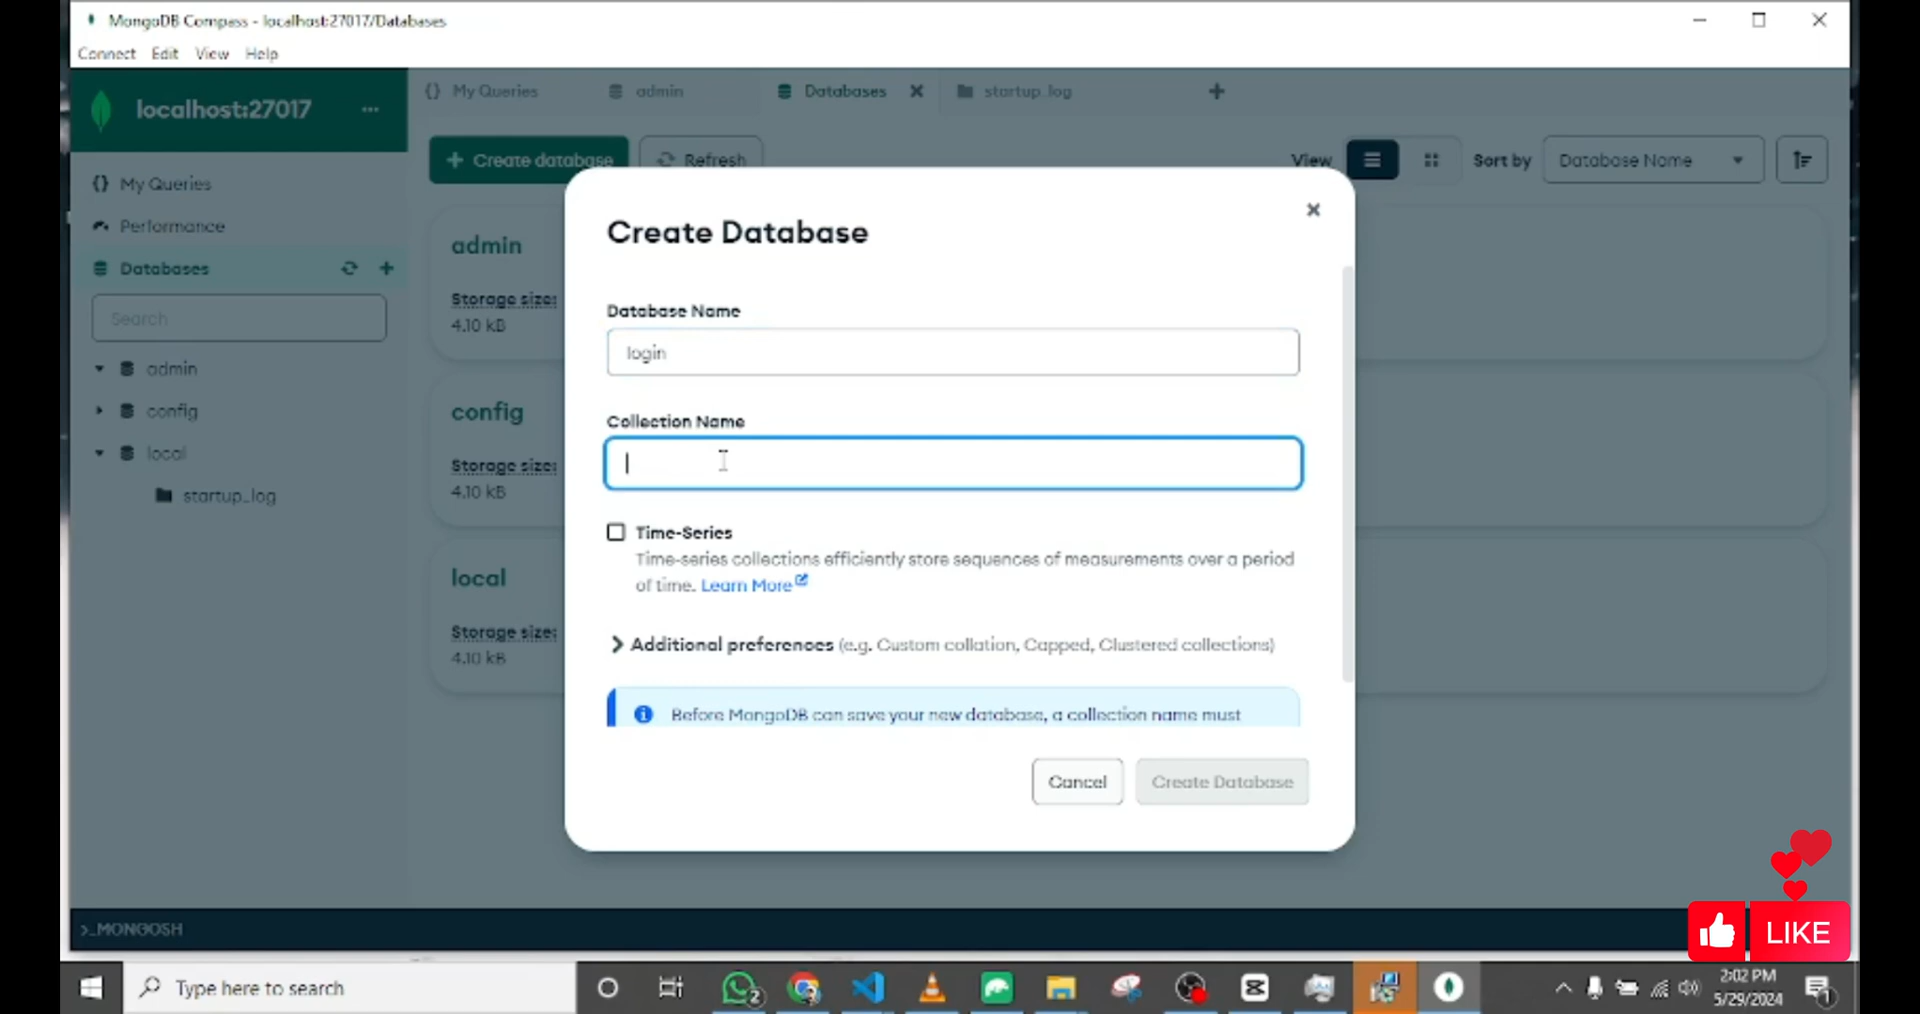 MongoDB Compass - localhost:27017/Databases
Connect Edit View Help
localhost:27017 ...
{} My Queries
admin
Databases
startup_log
Create database
Refresh
View
Sort by
Database Name
My Queries
Performance
Databases
Search
admin
config
local
startup_log
admin
Storage size:
4.10 kB
config
Storage size:
4.10 kB
local
Storage size:
4.10 kB
Create Database
Database Name
login
Collection Name
Time-Series
Time-series collections efficiently store sequences of measurements over a period
of time. Learn More
Additional preferences (e.g. Custom collation, Capped, Clustered collections)
Before MongoDB can save your new database, a collection name must
Cancel
Create Database
>_MONGOSH
LIKE
Type here to search
2
2:02 PM
5/29/2024
1